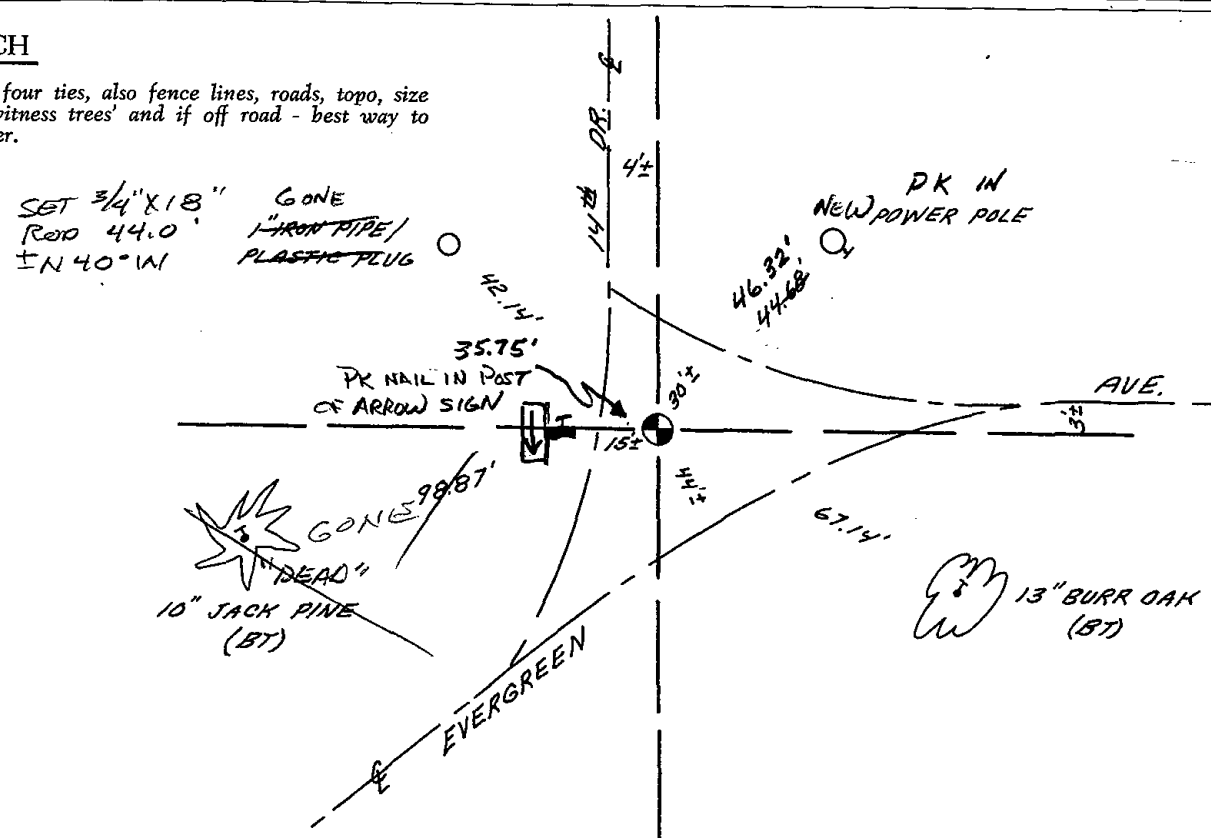 CH
four ties, also fence lines, roads, topo, size
witness trees' and if off road - best way to
er.
SET 3/4" X 18"
ROD 44.0'
± N 40° W
GONE
1" IRON PIPE/
PLASTIC PLUG
42.14'
14th DR. ℄
4'±
PK IN
NEW POWER POLE
46.32'
44.68'
35.75'
PK NAIL IN POST
OF ARROW SIGN
30'±
15'±
44'±
AVE.
3'±
98.87'
GONE
"DEAD"
10" JACK PINE
(BT)
67.14'
13" BURR OAK
(BT)
EVERGREEN
℄